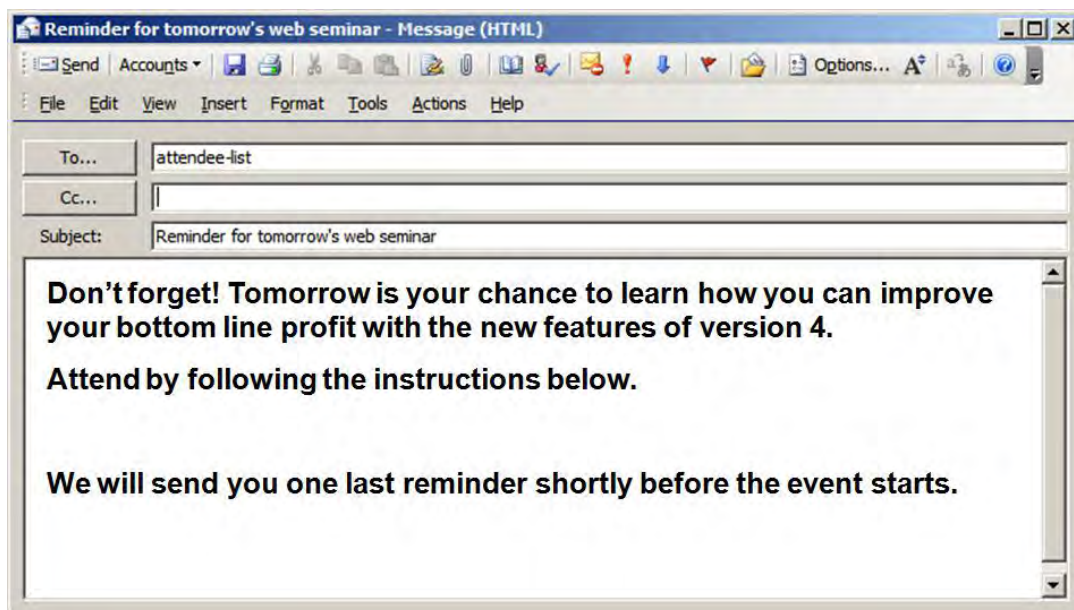 Reminder for tomorrow's web seminar - Message (HTML)
Send Accounts Options...
File Edit View Insert Format Tools Actions Help
To... attendee-list
Cc...
Subject: Reminder for tomorrow's web seminar
Don't forget! Tomorrow is your chance to learn how you can improve
your bottom line profit with the new features of version 4.
Attend by following the instructions below.
We will send you one last reminder shortly before the event starts.